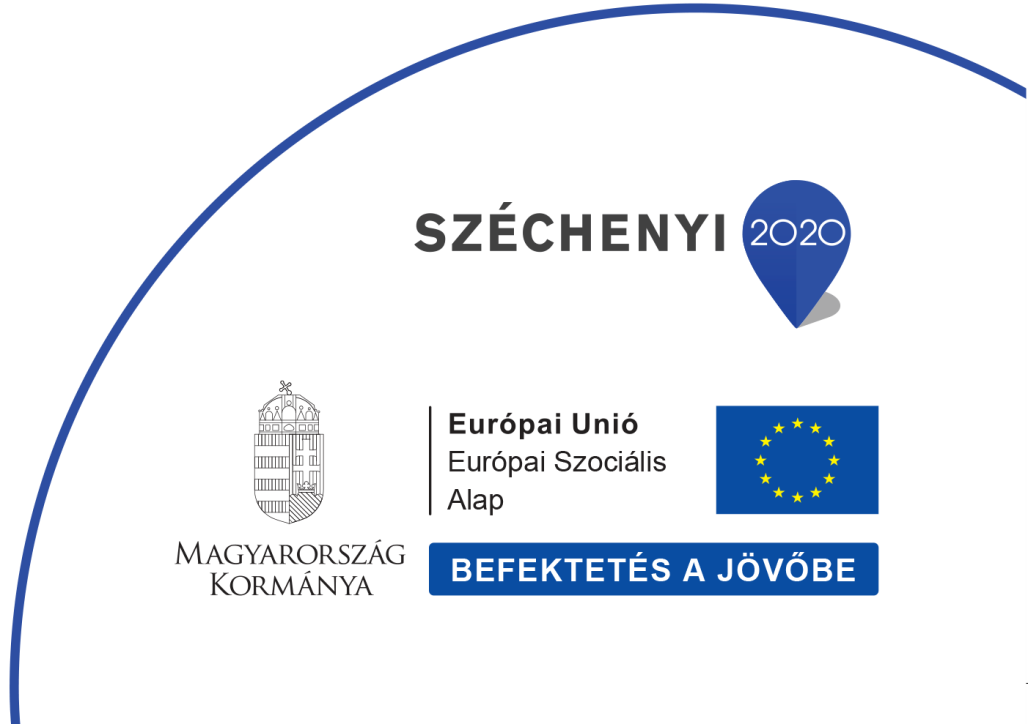 SZÉCHENYI 2020
Európai Unió
Európai Szociális
Alap
MAGYARORSZÁG
KORMÁNYA
BEFEKTETÉS A JÖVŐBE